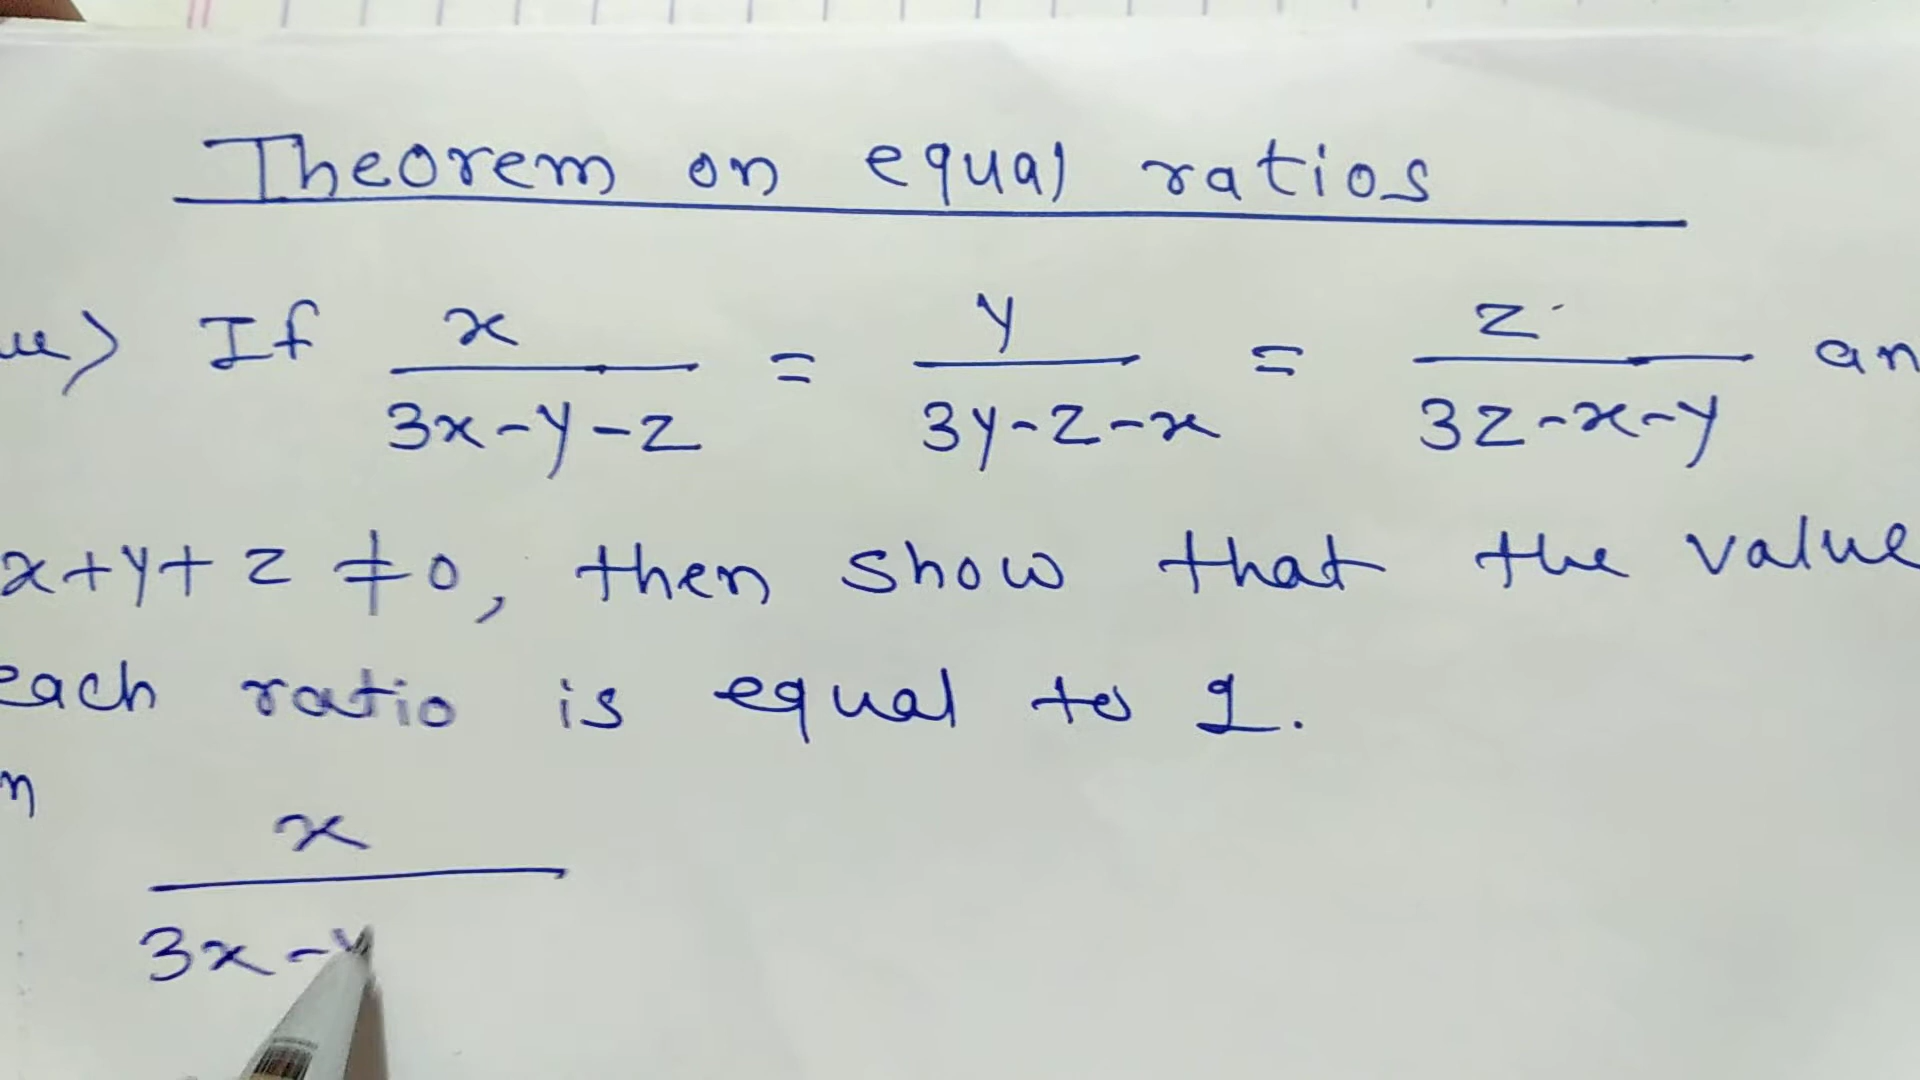 Theorem on equal ratios
If x/(3x-y-z) = y/(3y-z-x) = z/(3z-x-y)
x+y+z ≠0, then show that the value
each ratio is equal to 1.
x
3x-y